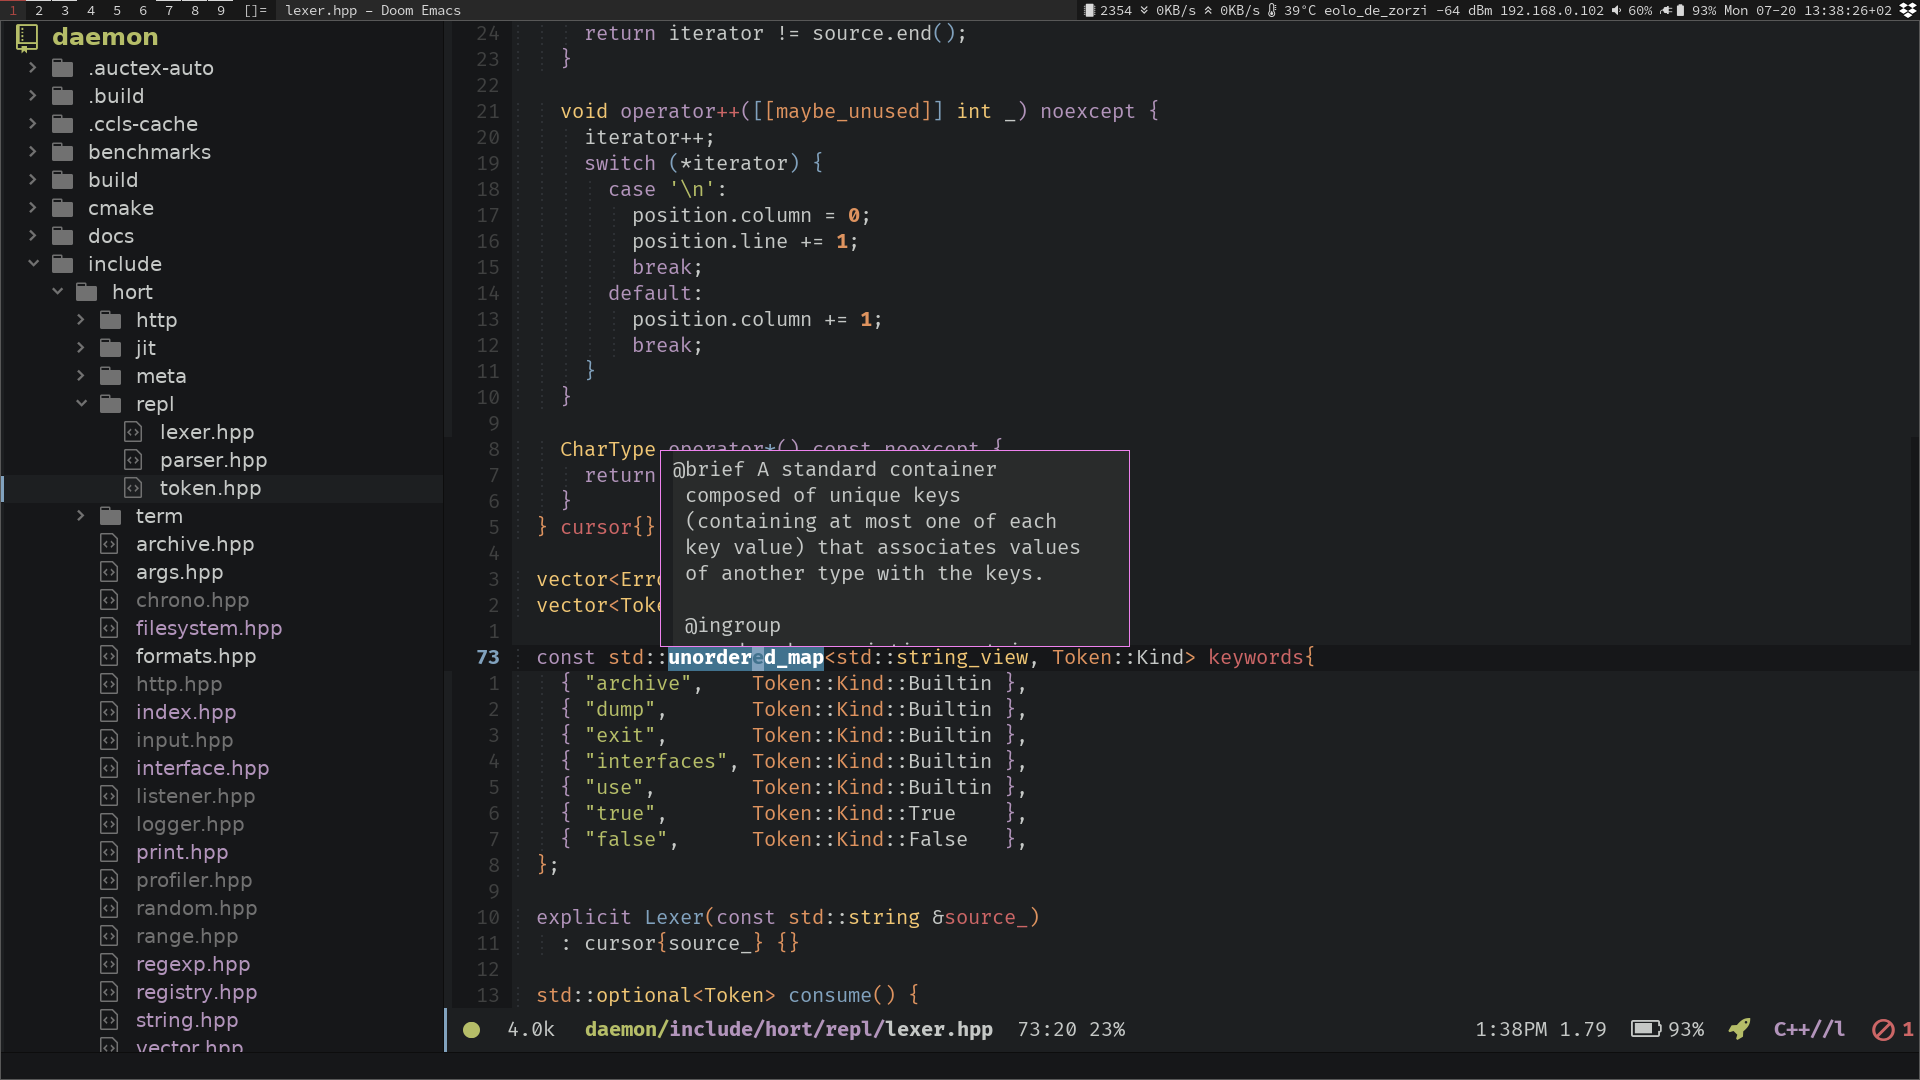 1 2 3 4 5 6 7 8 9 []= lexer.hpp – Doom Emacs
2354 0KB/s 0KB/s 39°C eolo_de_zorzi -64 dBm 192.168.0.102 60% 93% Mon 07-20 13:38:26+02
daemon
.auctex-auto
.build
.ccls-cache
benchmarks
build
cmake
docs
include
hort
http
jit
meta
repl
lexer.hpp
parser.hpp
token.hpp
term
archive.hpp
args.hpp
chrono.hpp
filesystem.hpp
formats.hpp
http.hpp
index.hpp
input.hpp
interface.hpp
listener.hpp
logger.hpp
print.hpp
profiler.hpp
random.hpp
range.hpp
regexp.hpp
registry.hpp
string.hpp
vector.hpp
24 return iterator != source.end();
23 }
22
21 void operator++([[maybe_unused]] int _) noexcept {
20 iterator++;
19 switch (*iterator) {
18 case '\n':
17 position.column = 0;
16 position.line += 1;
15 break;
14 default:
13 position.column += 1;
12 break;
11 }
10 }
9
8 CharType operator*() const noexcept {
7 return
6 }
5 } cursor{}
4
3 vector<Erro
2 vector<Toke
1
@brief A standard container
composed of unique keys
(containing at most one of each
key value) that associates values
of another type with the keys.
@ingroup
73 const std::unordered_map<std::string_view, Token::Kind> keywords{
1 { "archive", Token::Kind::Builtin },
2 { "dump", Token::Kind::Builtin },
3 { "exit", Token::Kind::Builtin },
4 { "interfaces", Token::Kind::Builtin },
5 { "use", Token::Kind::Builtin },
6 { "true", Token::Kind::True },
7 { "false", Token::Kind::False },
8 };
9
10 explicit Lexer(const std::string &source_)
11 : cursor{source_} {}
12
13 std::optional<Token> consume() {
4.0k daemon/include/hort/repl/lexer.hpp 73:20 23% 1:38PM 1.79 93% C++//l 1